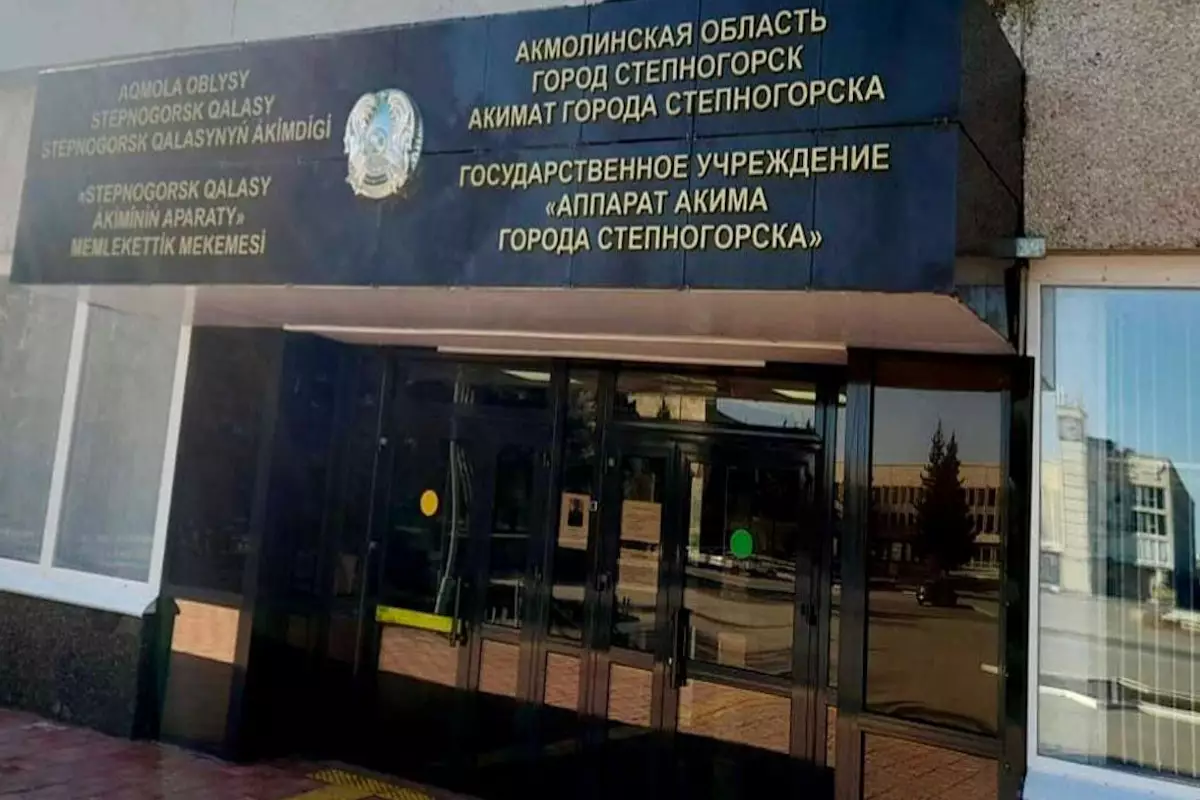 AQMOLA OBLYSY
STEPNOGORSK QALASY
STEPNOGORSK QALASYNYŃ ÁKIMDIGI
«STEPNOGORSK QALASY
ÁKIMINIŃ APARATY»
MEMLEKETTIK MEKEMESI
АКМОЛИНСКАЯ ОБЛАСТЬ
ГОРОД СТЕПНОГОРСК
АКИМАТ ГОРОДА СТЕПНОГОРСКА
ГОСУДАРСТВЕННОЕ УЧРЕЖДЕНИЕ
«АППАРАТ АКИМА
ГОРОДА СТЕПНОГОРСКА»